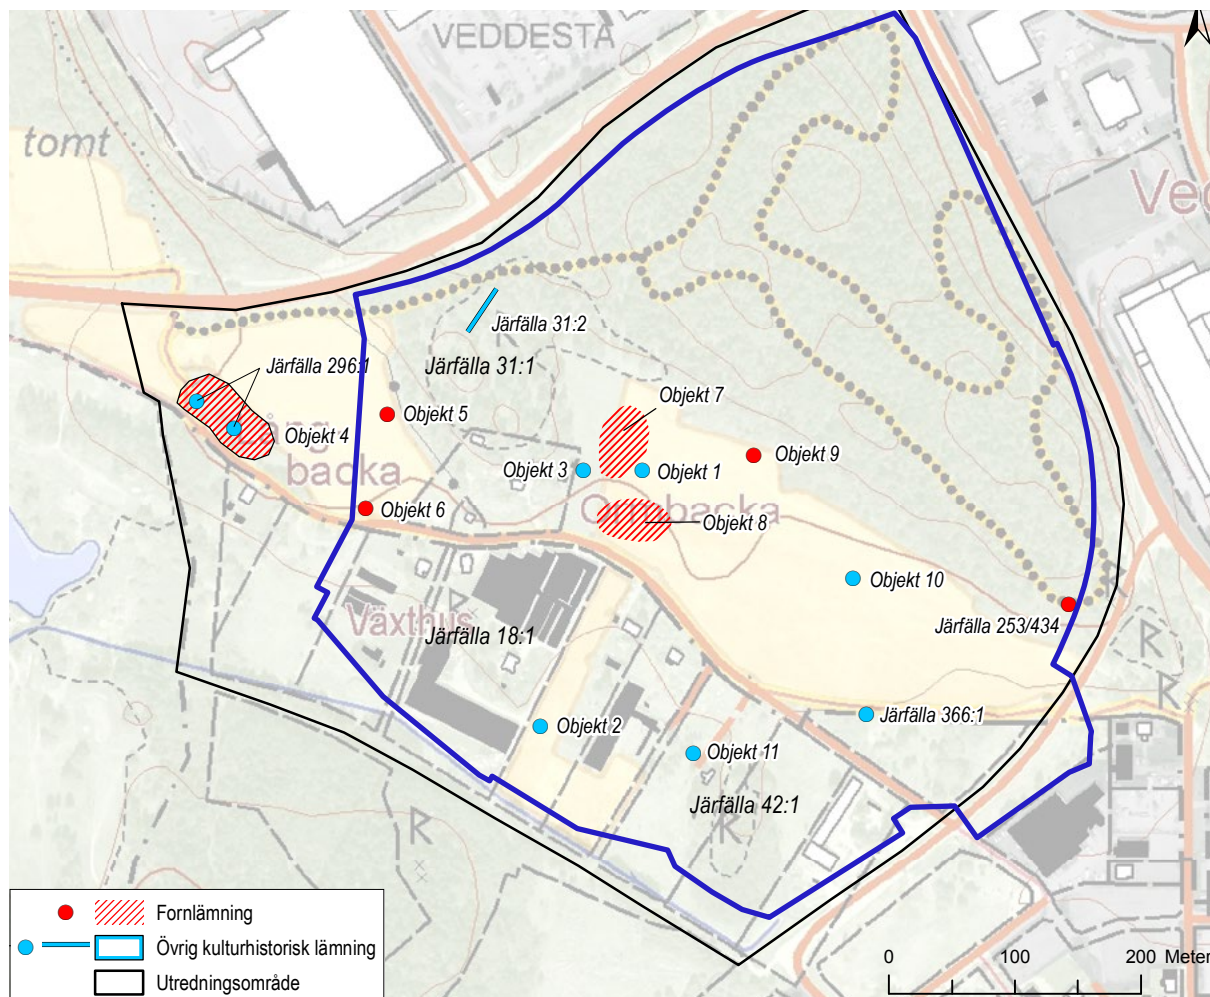 VEDDESTA
tomt
Ved
Järfälla 31:2
R
Järfälla 296:1
Järfälla 31:1
Objekt 7
Objekt 5
Objekt 4
backa
Objekt 3
Objekt 1
Objekt 9
Objekt 6
backa
Objekt 8
Objekt 10
Växthus
R
Järfälla 18:1
Järfälla 253/434
R
R
Objekt 2
Järfälla 366:1
Objekt 11
Järfälla 42:1
R
R
Fornlämning
Övrig kulturhistorisk lämning
Utredningsområde
0 100 200 Meter